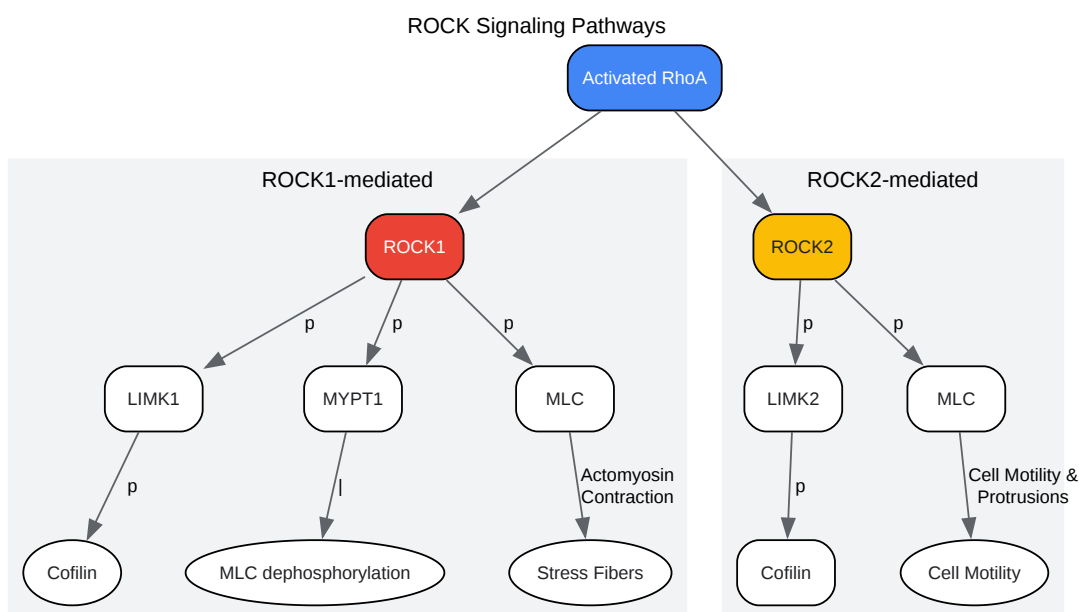 ROCK Signaling Pathways
Activated RhoA
ROCK1-mediated
ROCK2-mediated
ROCK1
ROCK2
p
p
p
p
p
LIMK1
MYPT1
MLC
LIMK2
MLC
p
|
Actomyosin
Contraction
p
Cell Motility &
Protrusions
Cofilin
MLC dephosphorylation
Stress Fibers
Cofilin
Cell Motility